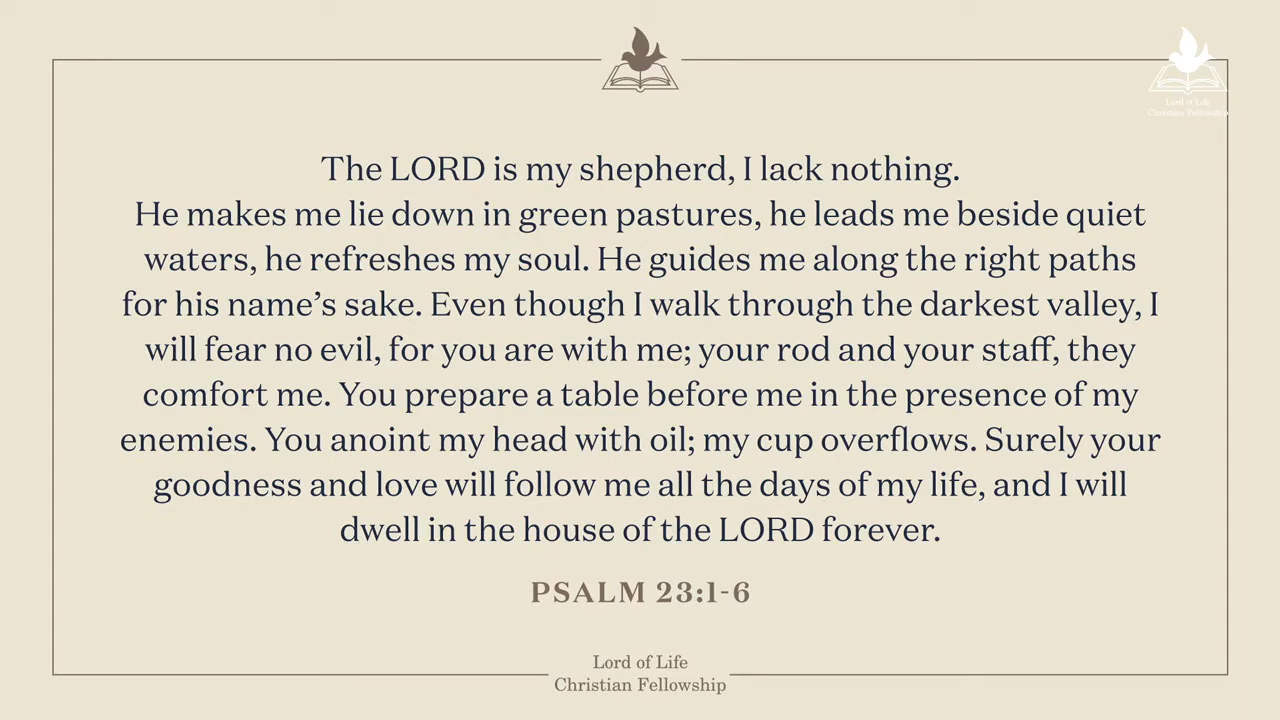 Lord of Life
Christian Fellowship
The LORD is my shepherd, I lack nothing.
He makes me lie down in green pastures, he leads me beside quiet
waters, he refreshes my soul. He guides me along the right paths
for his name’s sake. Even though I walk through the darkest valley, I
will fear no evil, for you are with me; your rod and your staff, they
comfort me. You prepare a table before me in the presence of my
enemies. You anoint my head with oil; my cup overflows. Surely your
goodness and love will follow me all the days of my life, and I will
dwell in the house of the LORD forever.
PSALM 23:1-6
Lord of Life
Christian Fellowship